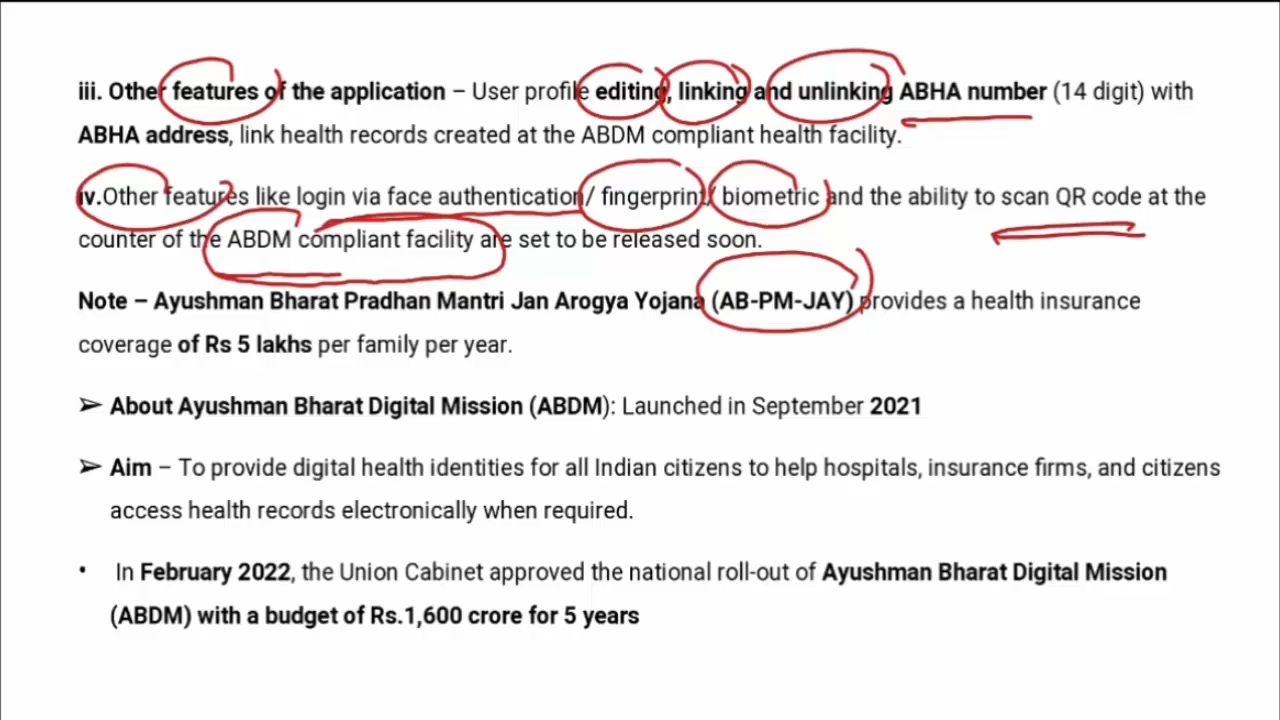 iii. Other features of the application – User profile editing, linking and unlinking ABHA number (14 digit) with
ABHA address, link health records created at the ABDM compliant health facility.
iv.Other features like login via face authentication/ fingerprint/ biometric and the ability to scan QR code at the
counter of the ABDM compliant facility are set to be released soon.
Note – Ayushman Bharat Pradhan Mantri Jan Arogya Yojana (AB-PM-JAY) provides a health insurance
coverage of Rs 5 lakhs per family per year.
➢ About Ayushman Bharat Digital Mission (ABDM): Launched in September 2021
➢ Aim – To provide digital health identities for all Indian citizens to help hospitals, insurance firms, and citizens
access health records electronically when required.
• In February 2022, the Union Cabinet approved the national roll-out of Ayushman Bharat Digital Mission
(ABDM) with a budget of Rs.1,600 crore for 5 years